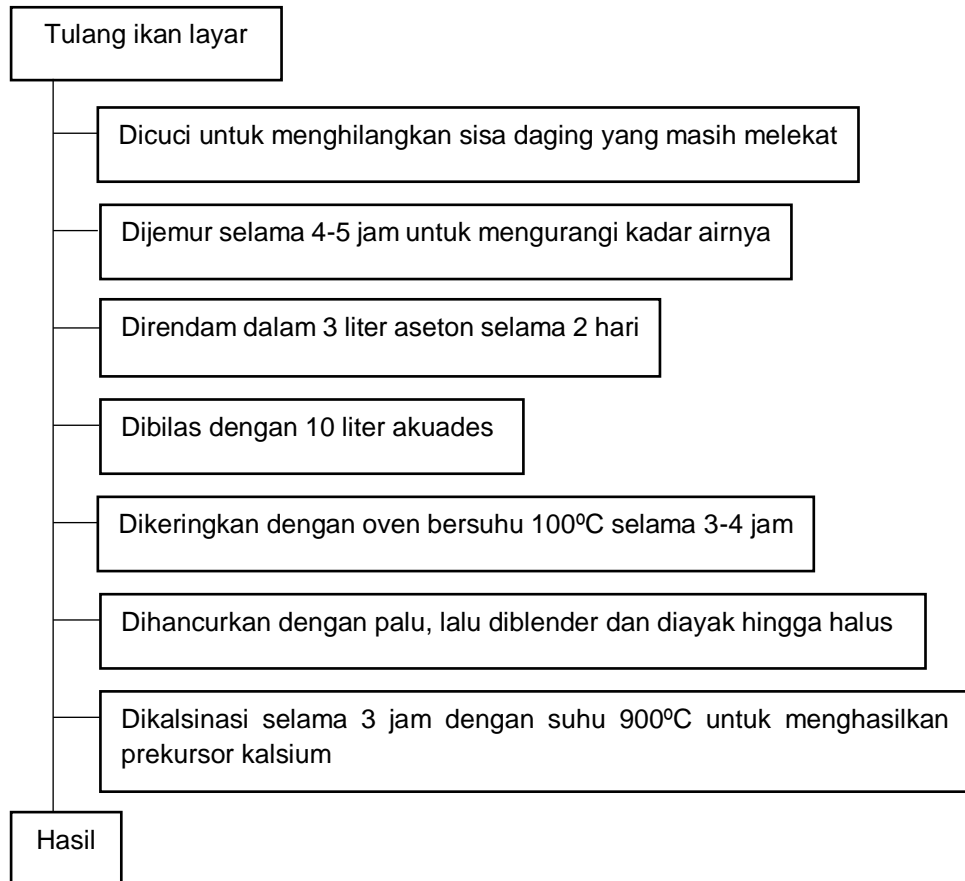 Tulang ikan layar
Dicuci untuk menghilangkan sisa daging yang masih melekat
Dijemur selama 4-5 jam untuk mengurangi kadar airnya
Direndam dalam 3 liter aseton selama 2 hari
Dibilas dengan 10 liter akuades
Dikeringkan dengan oven bersuhu 100ºC selama 3-4 jam
Dihancurkan dengan palu, lalu diblender dan diayak hingga halus
Dikalsinasi selama 3 jam dengan suhu 900ºC untuk menghasilkan
prekursor kalsium
Hasil